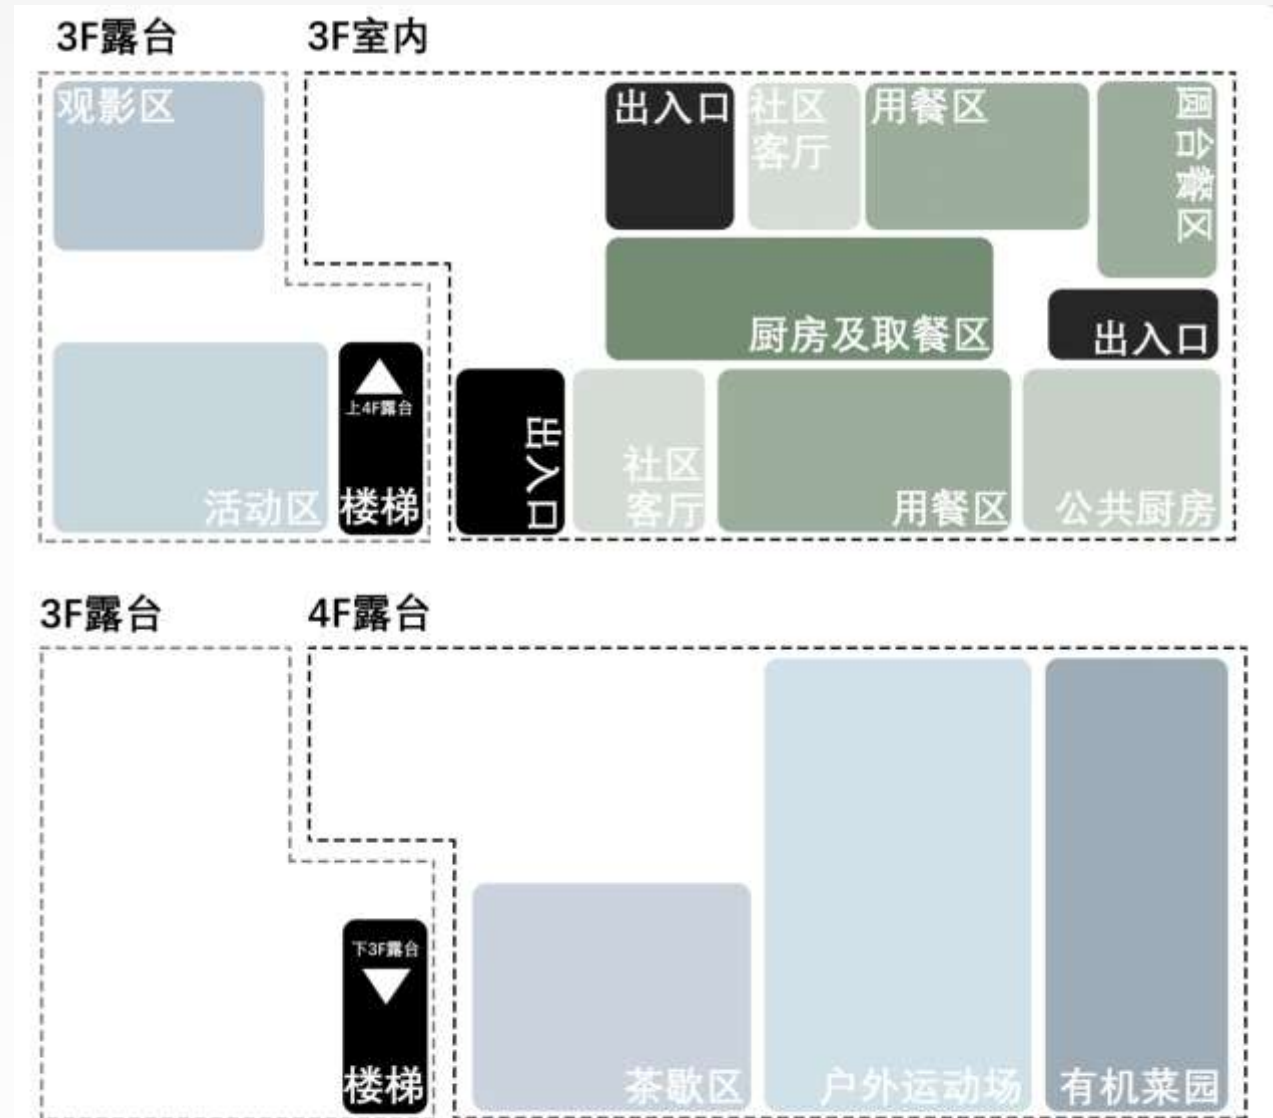 3F露台
3F室内
观影区
出入口
社区
客厅
用餐区
圆台餐区
厨房及取餐区
出入口
上4F露台
活动区
楼梯
出入口
社区
客厅
用餐区
公共厨房
3F露台
4F露台
下3F露台
楼梯
茶歇区
户外运动场
有机菜园